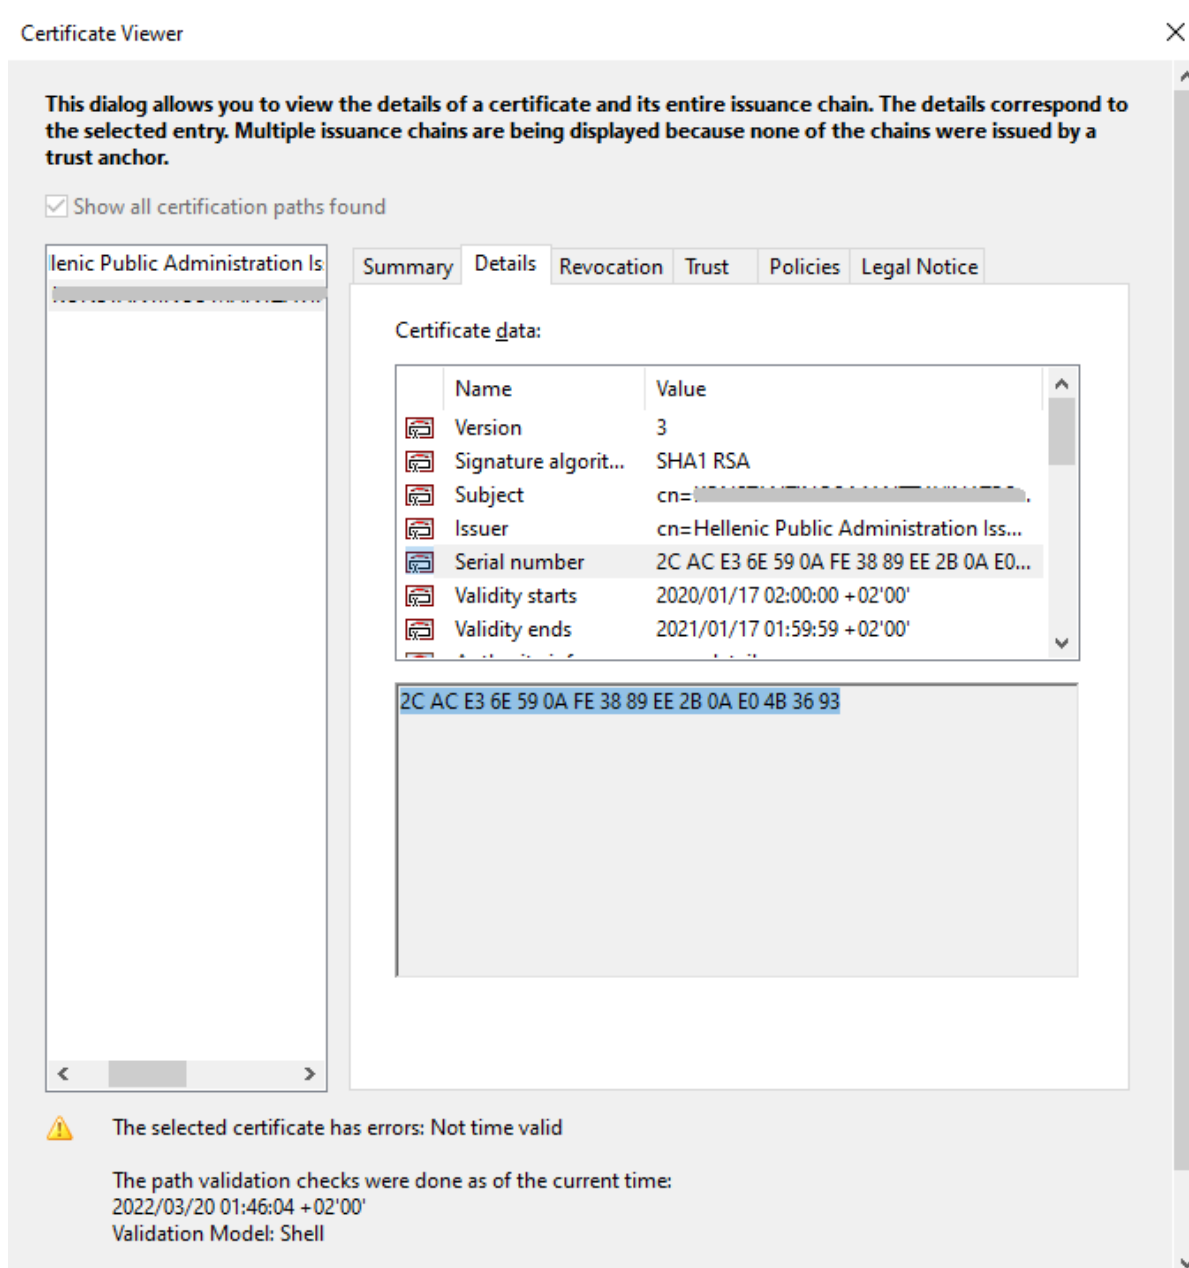 Certificate Viewer
This dialog allows you to view the details of a certificate and its entire issuance chain. The details correspond to
the selected entry. Multiple issuance chains are being displayed because none of the chains were issued by a
trust anchor.
Show all certification paths found
llenic Public Administration Is
Summary Details Revocation Trust Policies Legal Notice
Certificate data:
Name Value
Version 3
Signature algorit... SHA1 RSA
Subject cn=
Issuer cn=Hellenic Public Administration Iss...
Serial number 2C AC E3 6E 59 0A FE 38 89 EE 2B 0A E0...
Validity starts 2020/01/17 02:00:00 +02'00'
Validity ends 2021/01/17 01:59:59 +02'00'
2C AC E3 6E 59 0A FE 38 89 EE 2B 0A E0 4B 36 93
The selected certificate has errors: Not time valid
The path validation checks were done as of the current time:
2022/03/20 01:46:04 +02'00'
Validation Model: Shell